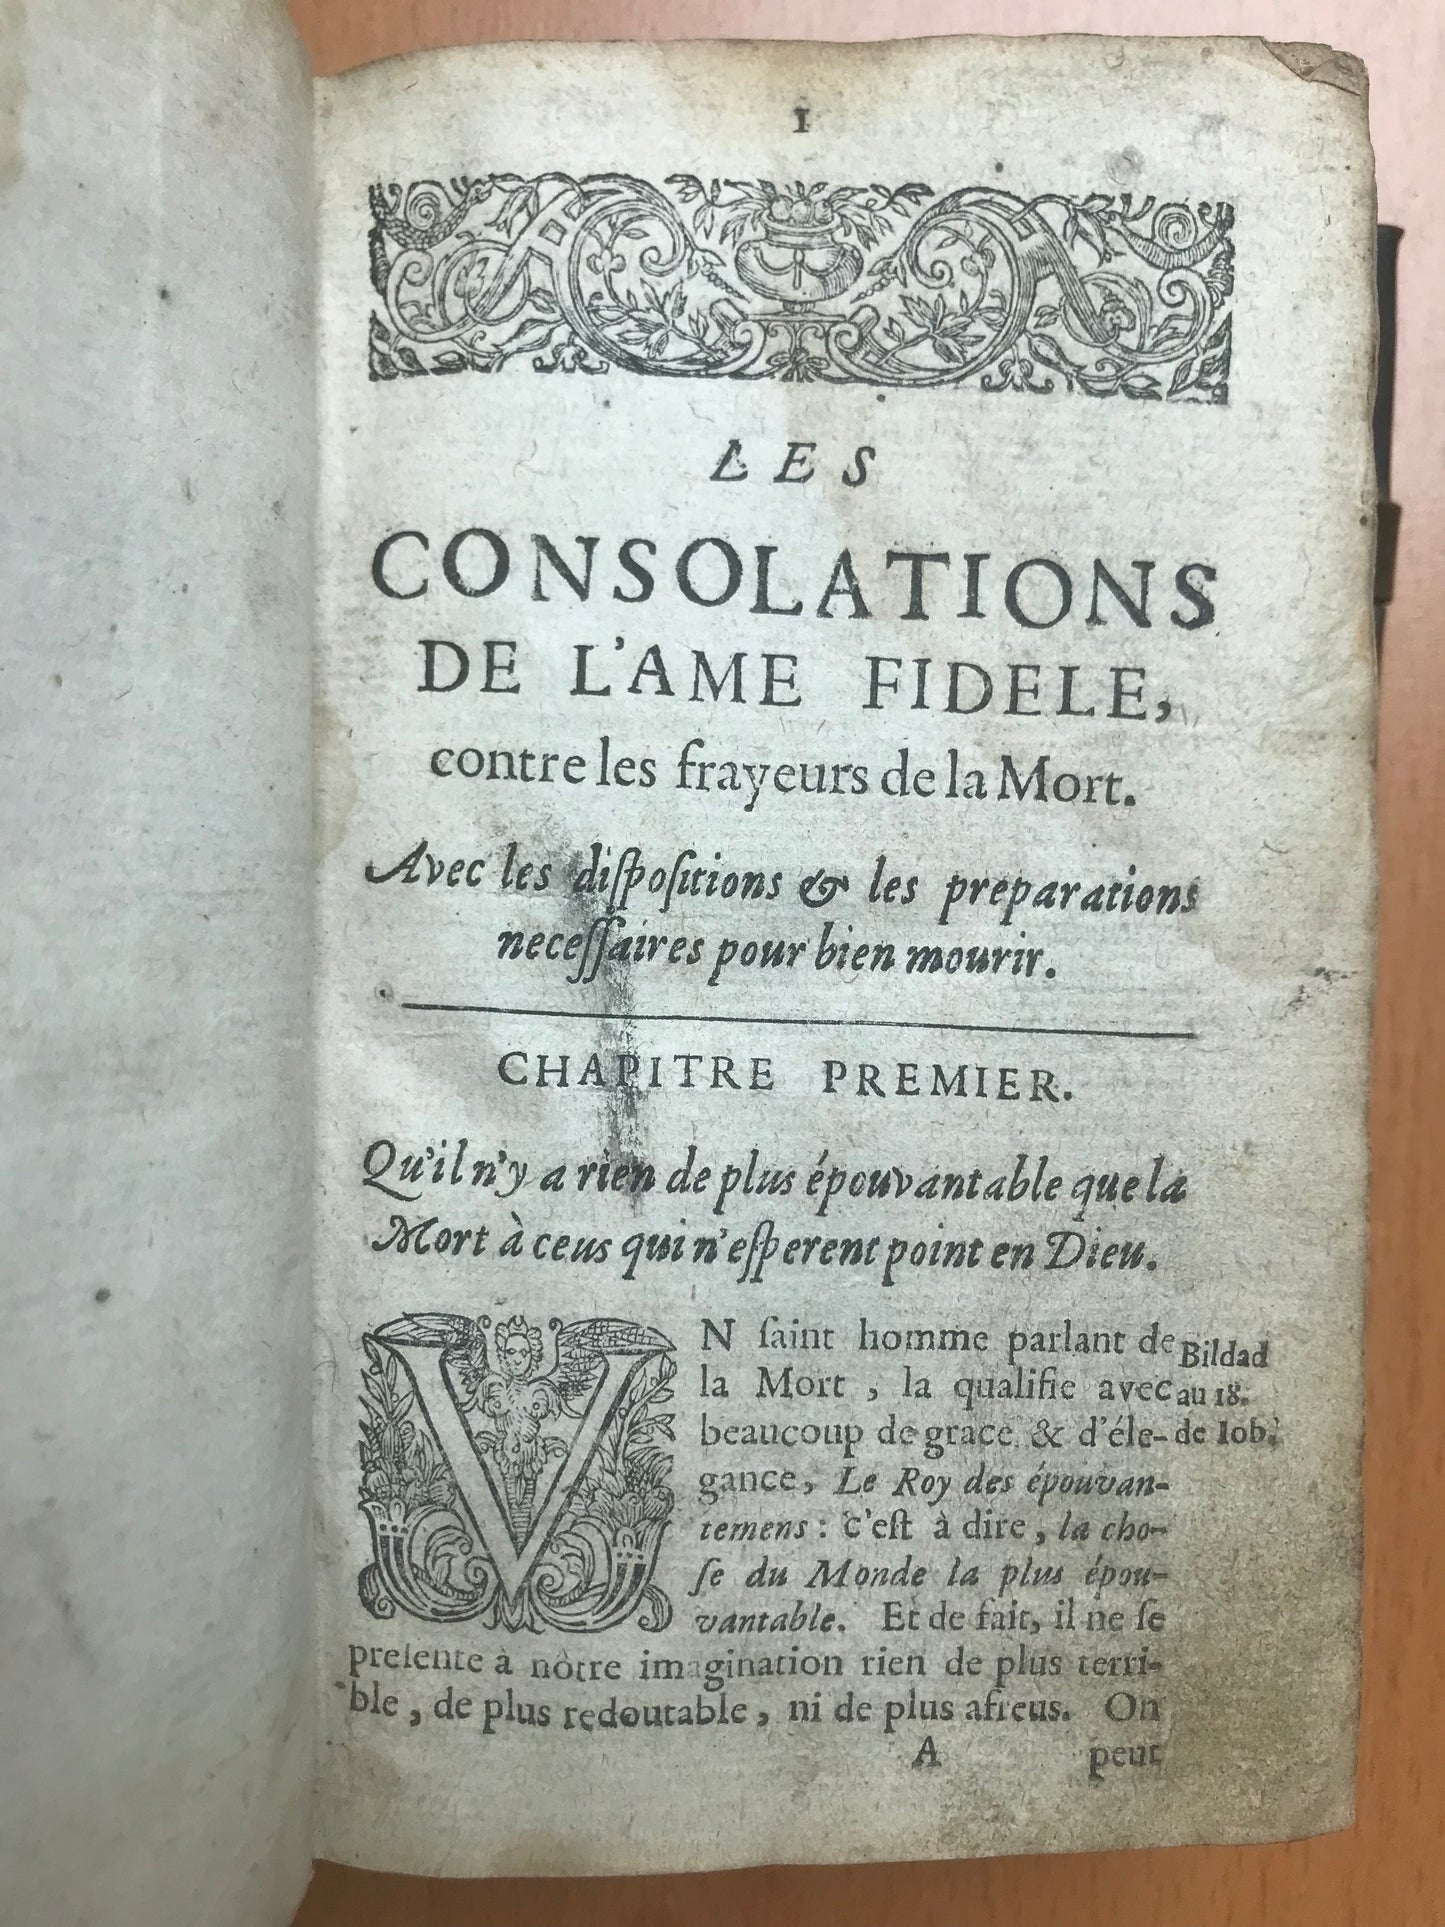 1
LES
CONSOLATIONS
DE L'AME FIDELE,
contre les frayeurs de la Mort.
Avec les diſpoſitions & les preparations
neceſſaires pour bien mourir.
CHAPITRE PREMIER.
Qu'il n'y a rien de plus épouvantable que la
Mort à ceus qui n'eſperent point en Dieu.
VN ſaint homme parlant de
la Mort, la qualifie avec
beaucoup de grace & d'éle-
gance, Le Roy des épouvan-
temens : c'eſt à dire, la cho-
ſe du Monde la plus épou-
vantable. Et de fait, il ne ſe
preſente à nôtre imagination rien de plus terri-
ble, de plus redoutable, ni de plus afreus. On
A peut
Bildad
au 18.
de Iob.